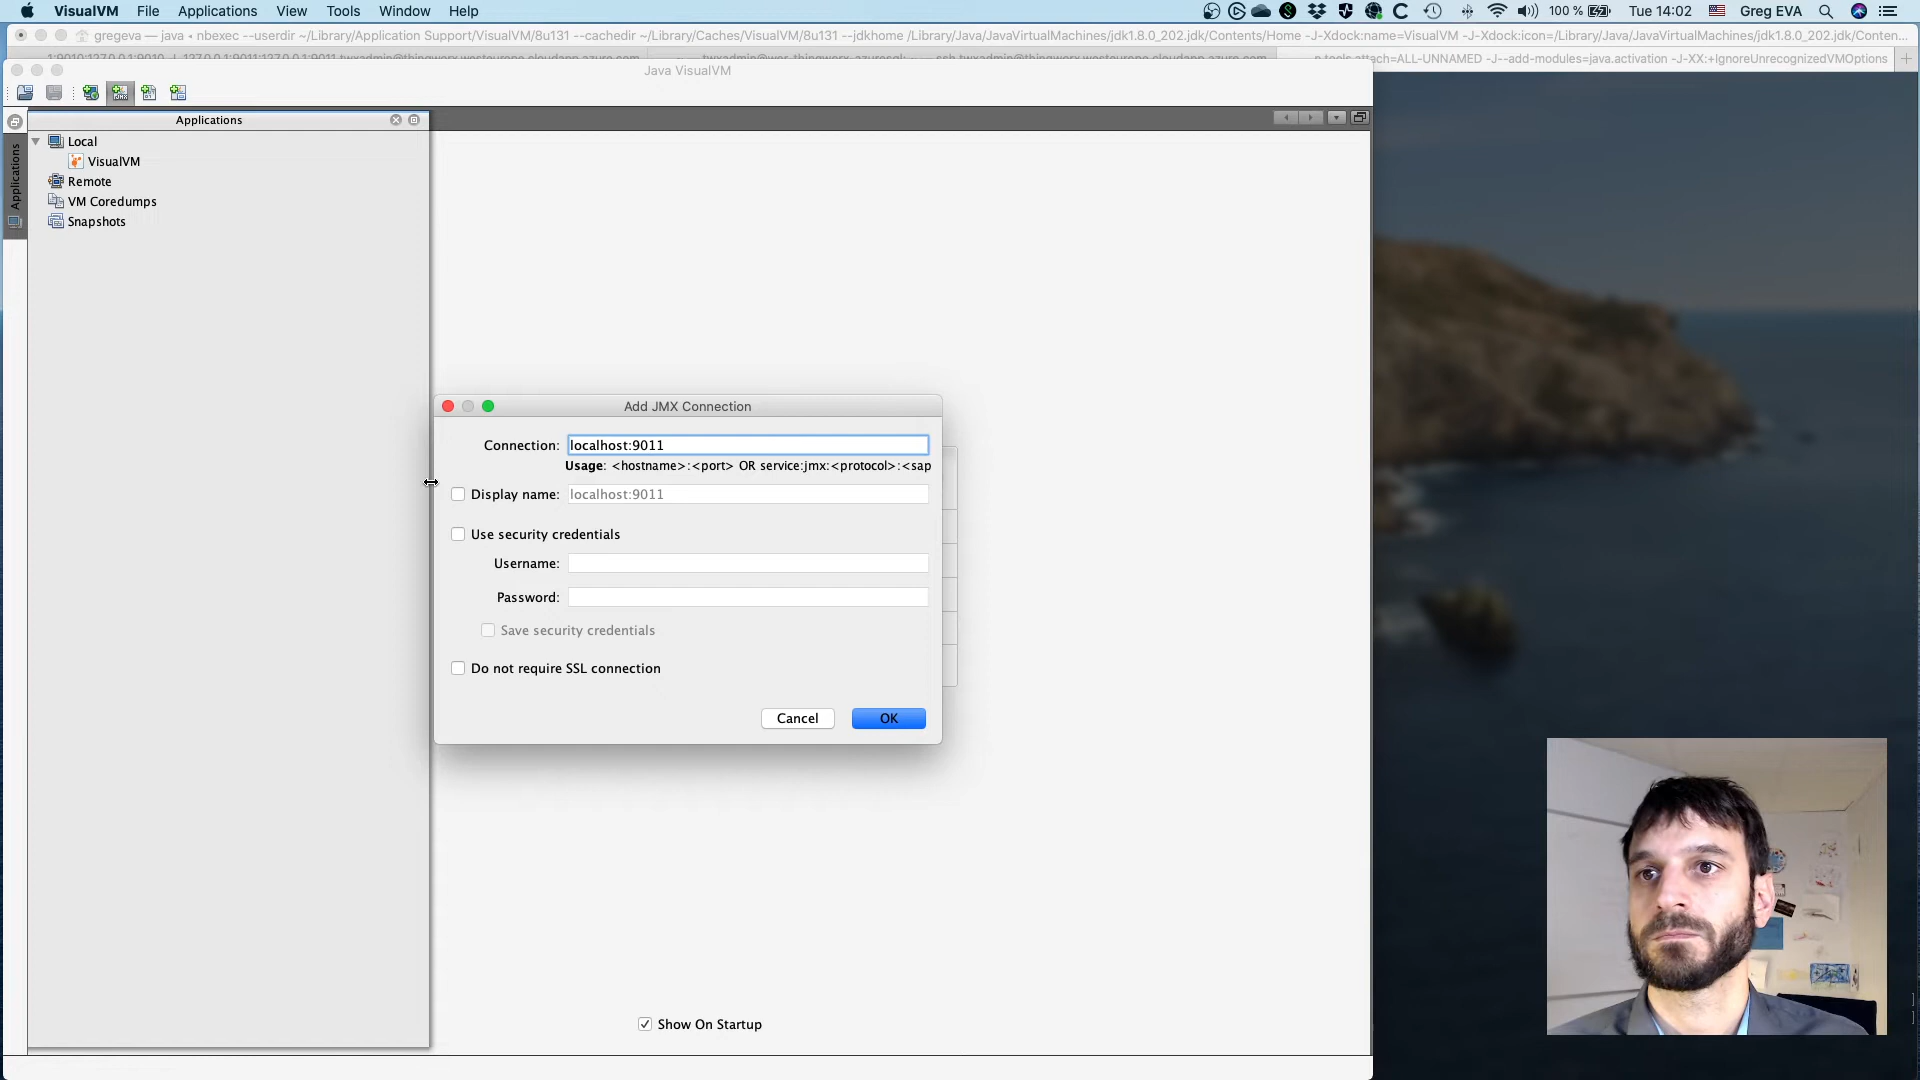 VisualVM File Applications View Tools Window Help 100 % Tue 14:02 Greg EVA
gregeva — java • nbexec --userdir ~/Library/Application Support/VisualVM/8u131 --cachedir ~/Library/Caches/VisualVM/8u131 --jdkhome /Library/Java/JavaVirtualMachines/jdk1.8.0_202.jdk/Contents/Home -J-Xdock:name=VisualVM -J-Xdock:icon=/Library/Java/JavaVirtualMachines/jdk1.8.0_202.jdk/Conten...
tools.attach=ALL-UNNAMED -J--add-modules=java.activation -J-XX:+IgnoreUnrecognizedVMOptions
Java VisualVM
Applications
Applications
Local
VisualVM
Remote
VM Coredumps
Snapshots
Add JMX Connection
Connection: localhost:9011
Usage: <hostname>:<port> OR service:jmx:<protocol>:<sap
Display name: localhost:9011
Use security credentials
Username:
Password:
Save security credentials
Do not require SSL connection
Cancel OK
Show On Startup